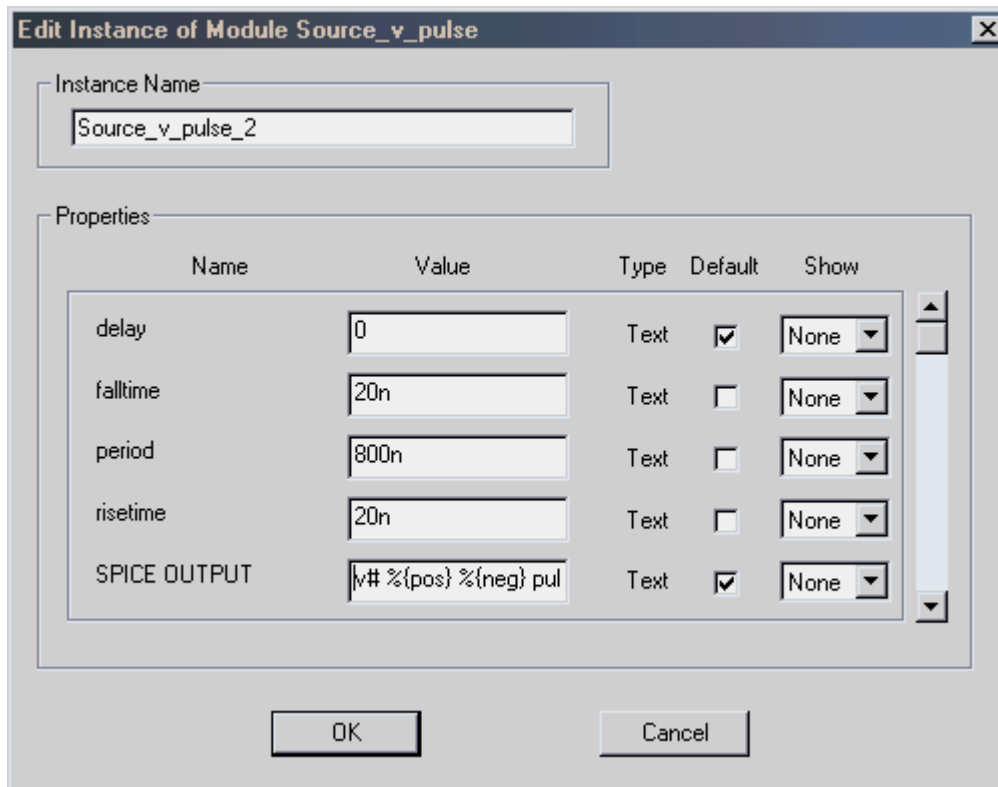 Edit Instance of Module Source_v_pulse
Instance Name
Source_v_pulse_2
Properties
Name Value Type Default Show
delay 0 Text None
falltime 20n Text None
period 800n Text None
risetime 20n Text None
SPICE OUTPUT v# %{pos} %{neg} pul Text None
OK Cancel